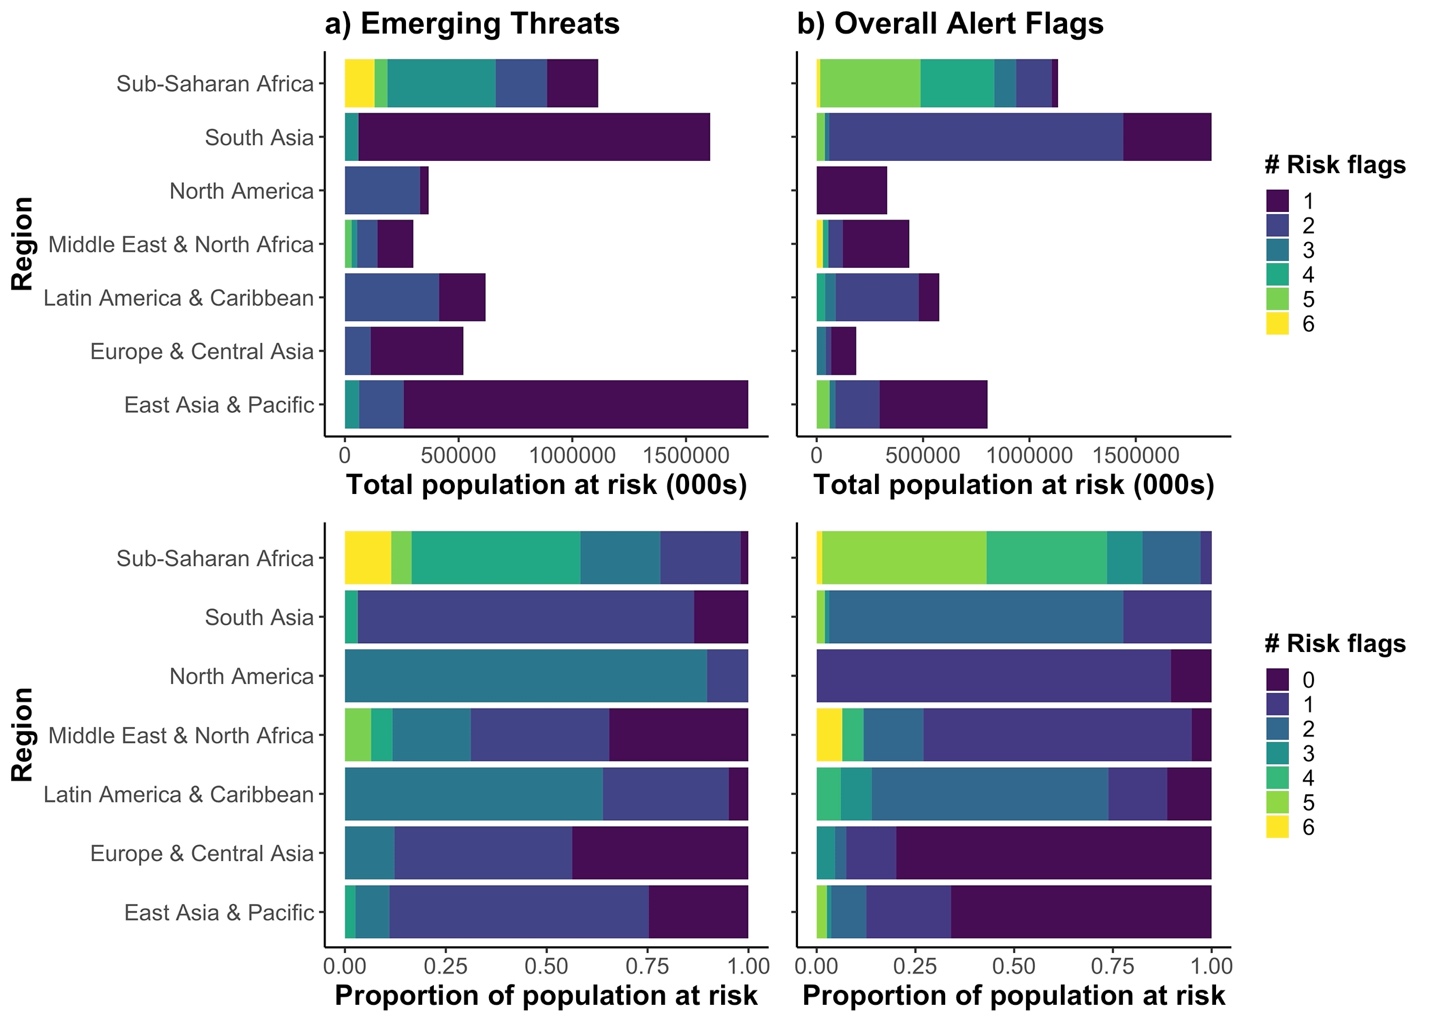 a) Emerging Threats
b) Overall Alert Flags
Region
Sub-Saharan Africa
South Asia
North America
Middle East & North Africa
Latin America & Caribbean
Europe & Central Asia
East Asia & Pacific
0 500000 1000000 1500000
Total population at risk (000s)
0 500000 1000000 1500000
Total population at risk (000s)
# Risk flags
1
2
3
4
5
6
Region
Sub-Saharan Africa
South Asia
North America
Middle East & North Africa
Latin America & Caribbean
Europe & Central Asia
East Asia & Pacific
0.00 0.25 0.50 0.75 1.00
Proportion of population at risk
0.00 0.25 0.50 0.75 1.00
Proportion of population at risk
# Risk flags
0
1
2
3
4
5
6